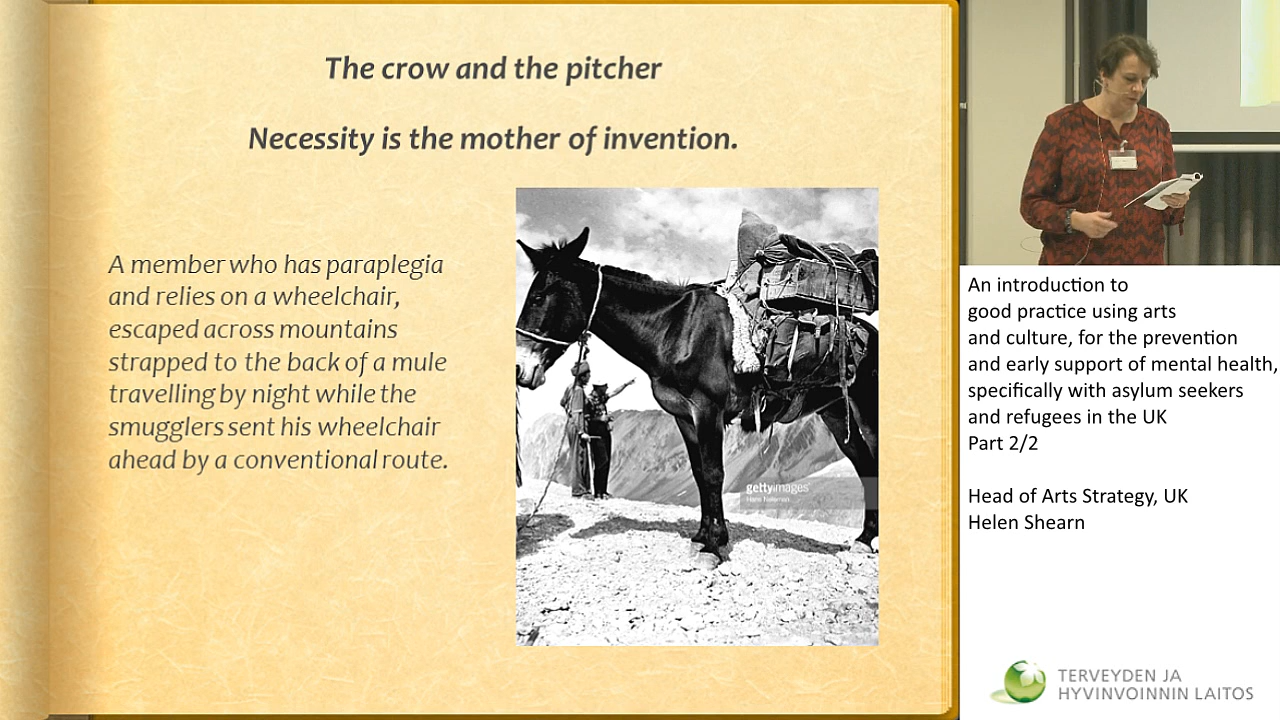 The crow and the pitcher
Necessity is the mother of invention.
A member who has paraplegia
and relies on a wheelchair,
escaped across mountains
strapped to the back of a mule
travelling by night while the
smugglers sent his wheelchair
ahead by a conventional route.
gettyimages
An introduction to
good practice using arts
and culture, for the prevention
and early support of mental health,
specifically with asylum seekers
and refugees in the UK
Part 2/2
Head of Arts Strategy, UK
Helen Shearn
TERVEYDEN JA
HYVINVOINNIN LAITOS